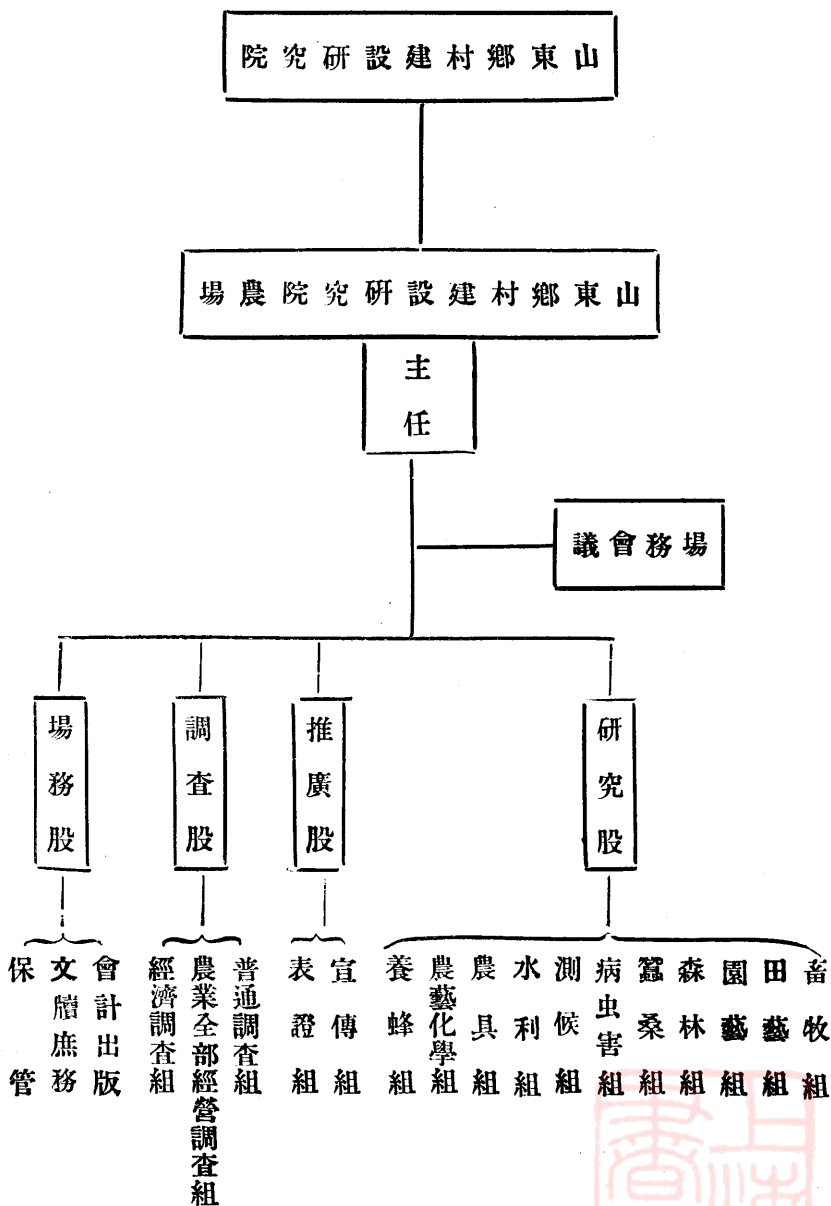 山東鄉村建設研究院
山東鄉村建設研究院農場
主任
場務會議
研究股
推廣股
調查股
場務股
畜牧組
田藝組
園藝組
森林組
蠶桑組
病虫害組
測候組
水利組
農具組
農藝化學組
養蜂組
宣傳組
表證組
普通調查組
農業全部經營調查組
經濟調查組
會計出版
文牘庶務
保管